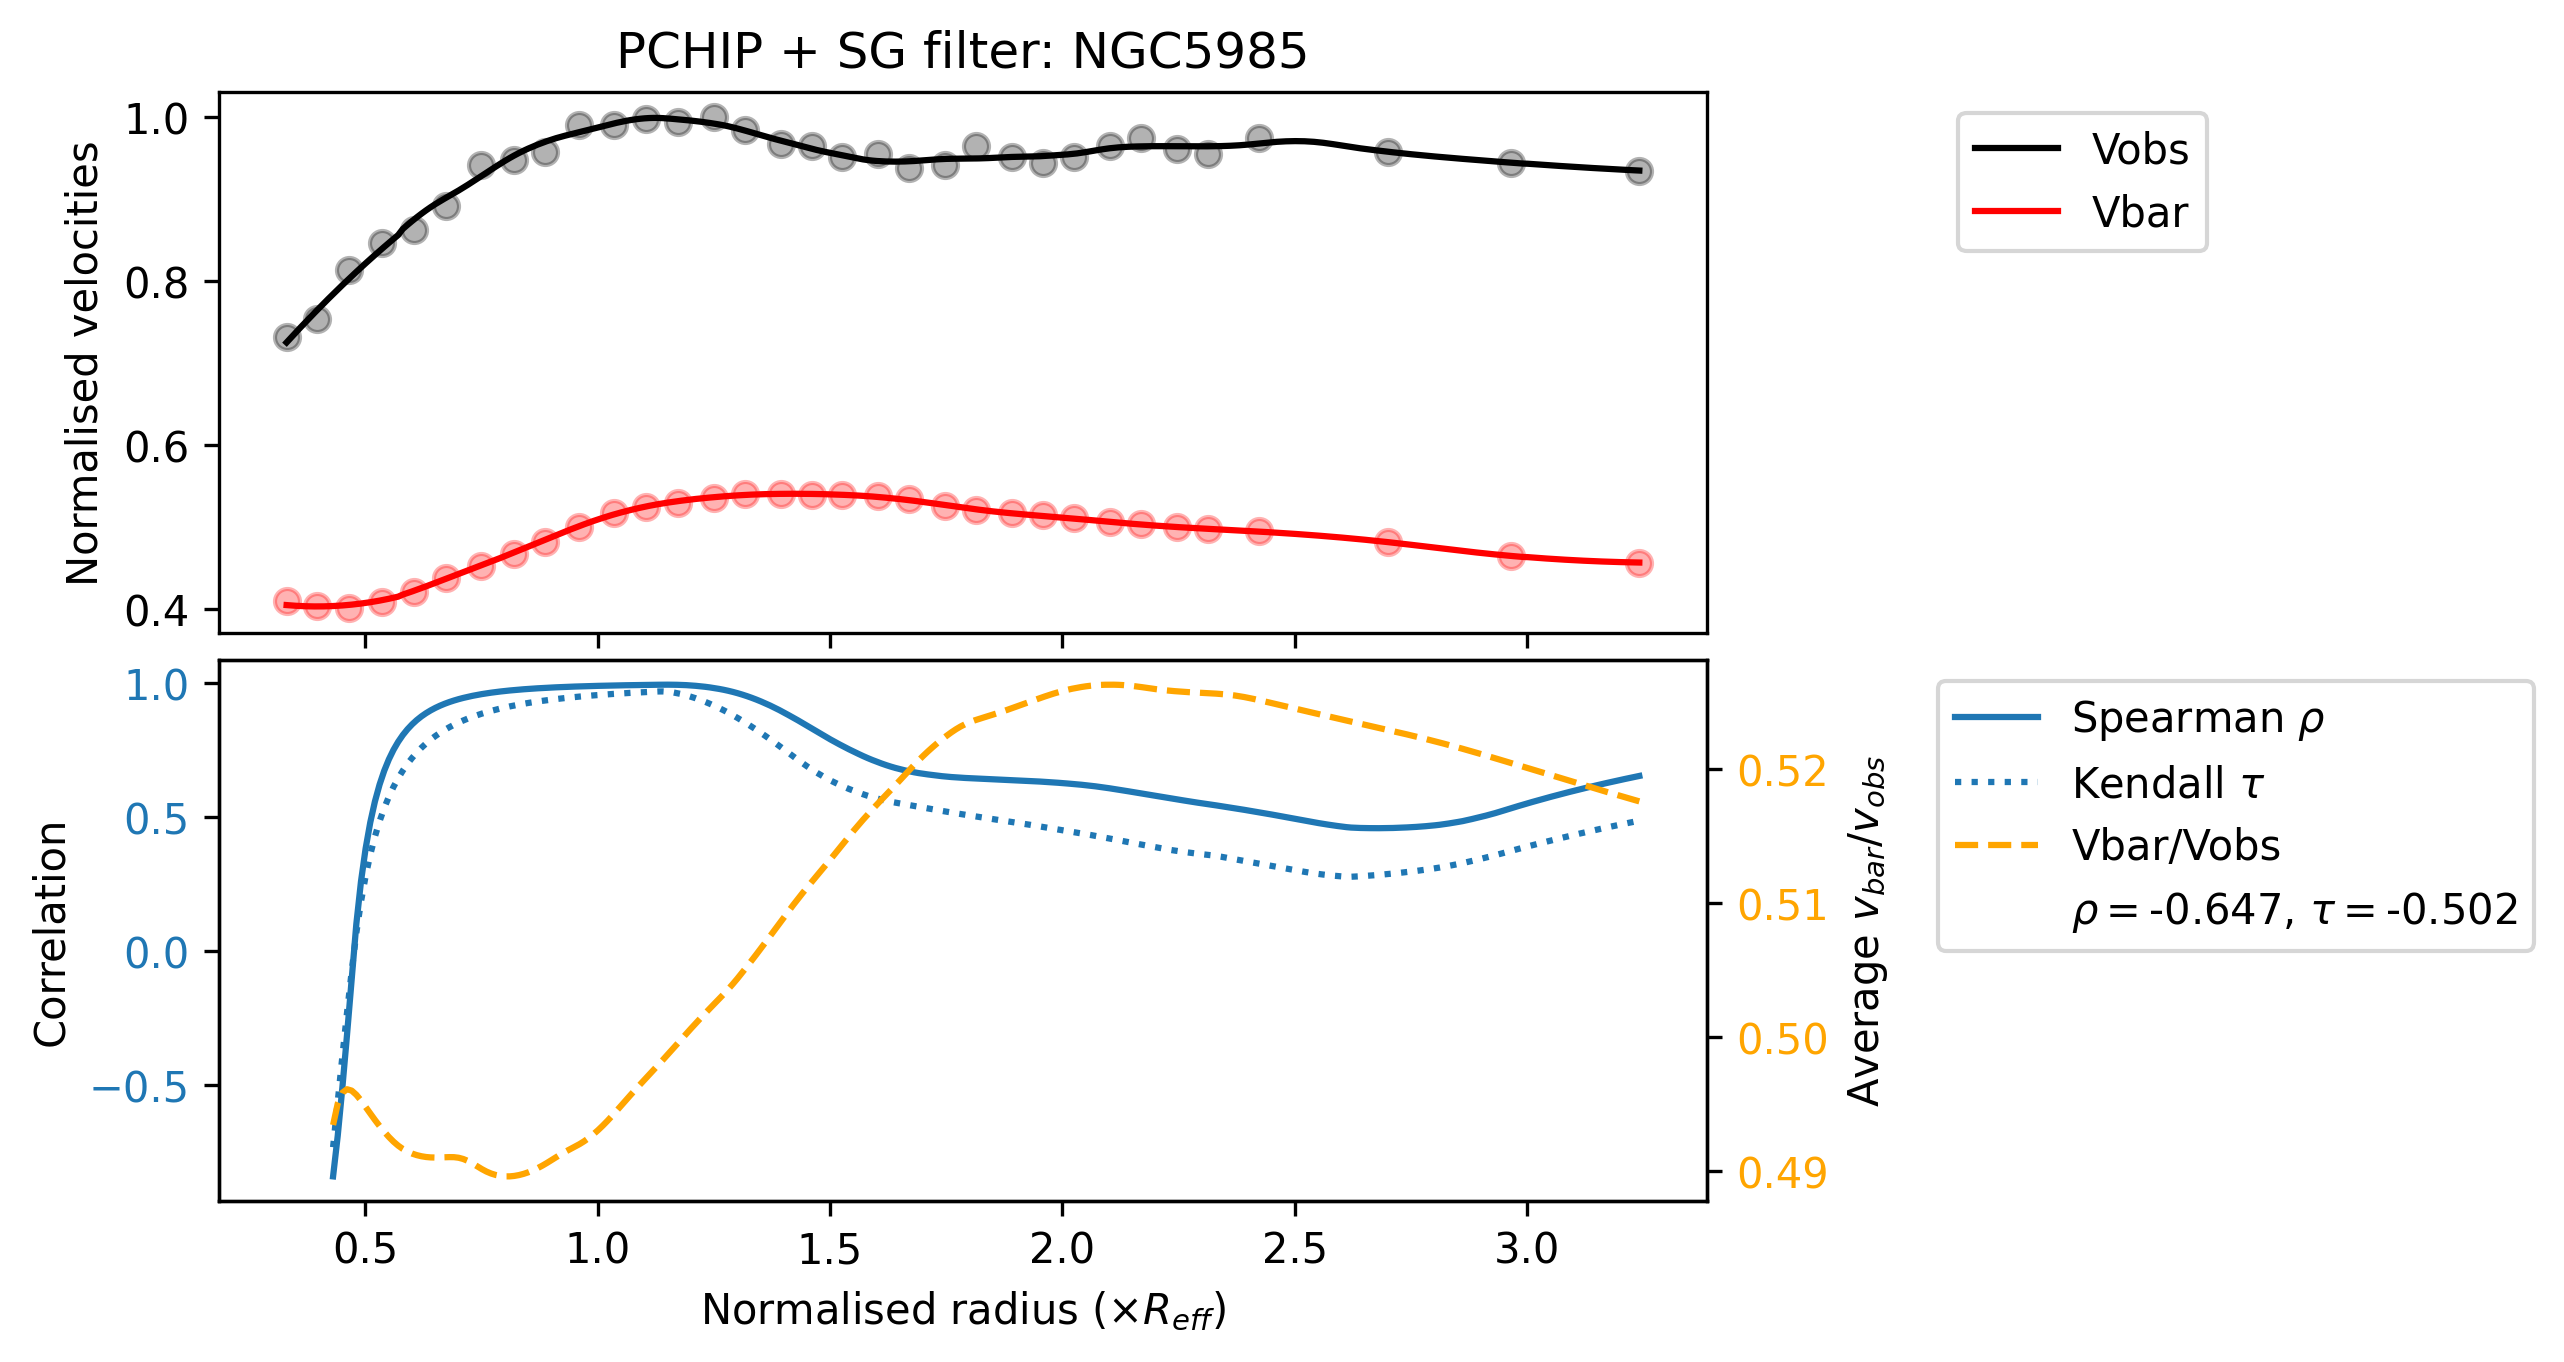 PCHIP + SG filter: NGC5985
Normalised velocities
1.0
0.8
0.6
0.4
Vobs
Vbar
Correlation
1.0
0.5
0.0
−0.5
0.52
0.51
0.50
0.49
Average v_bar/v_obs
Spearman ρ
Kendall τ
Vbar/Vobs
ρ = -0.647, τ = -0.502
0.5 1.0 1.5 2.0 2.5 3.0
Normalised radius (×R_eff)